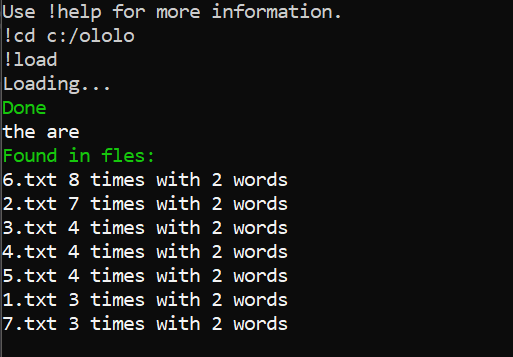 Use !help for more information.
!cd c:/ololo
!load
Loading...
Done
the are
Found in fles:
6.txt 8 times with 2 words
2.txt 7 times with 2 words
3.txt 4 times with 2 words
4.txt 4 times with 2 words
5.txt 4 times with 2 words
1.txt 3 times with 2 words
7.txt 3 times with 2 words